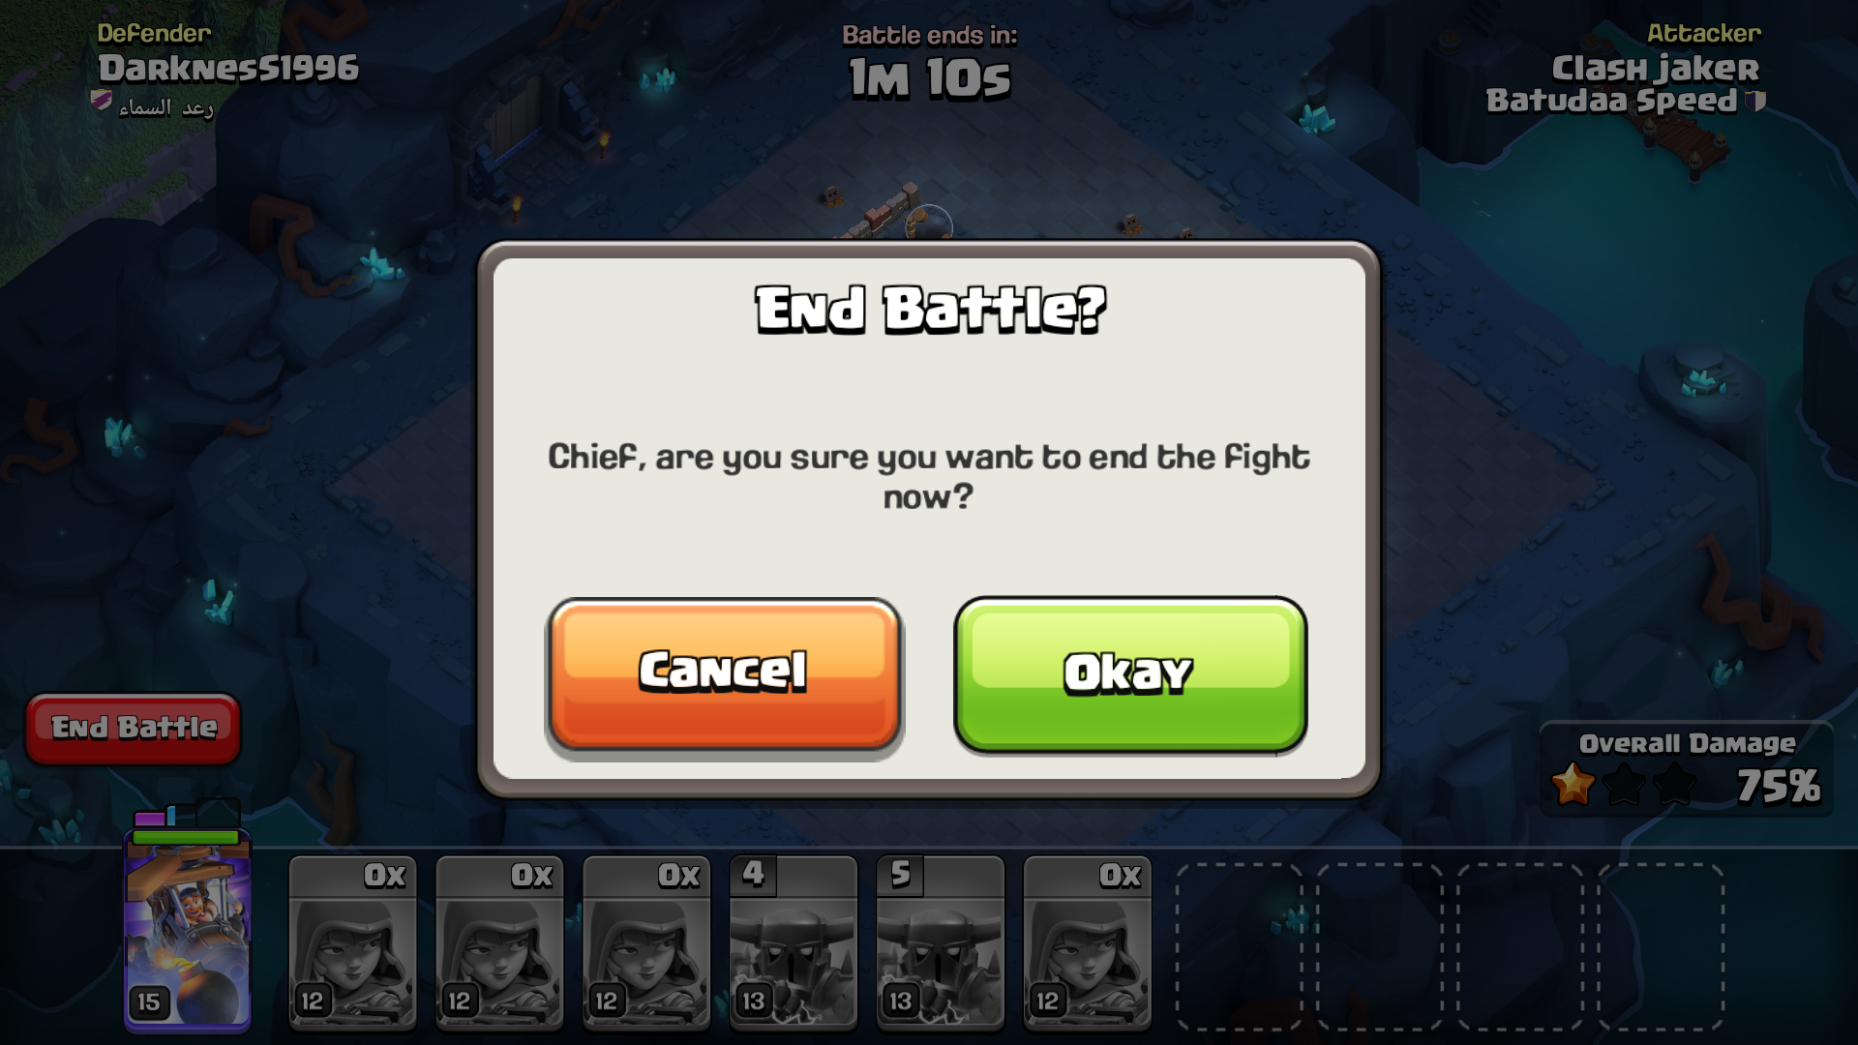 Defender
Darkness1996
رعد السماء
Battle ends in:
1m 10s
Attacker
Clash jaker
Batudaa Speed
End Battle?
Chief, are you sure you want to end the fight
now?
Cancel
Okay
End Battle
Overall Damage
75%
0x
0x
0x
4
5
0x
15
12
12
12
13
13
12